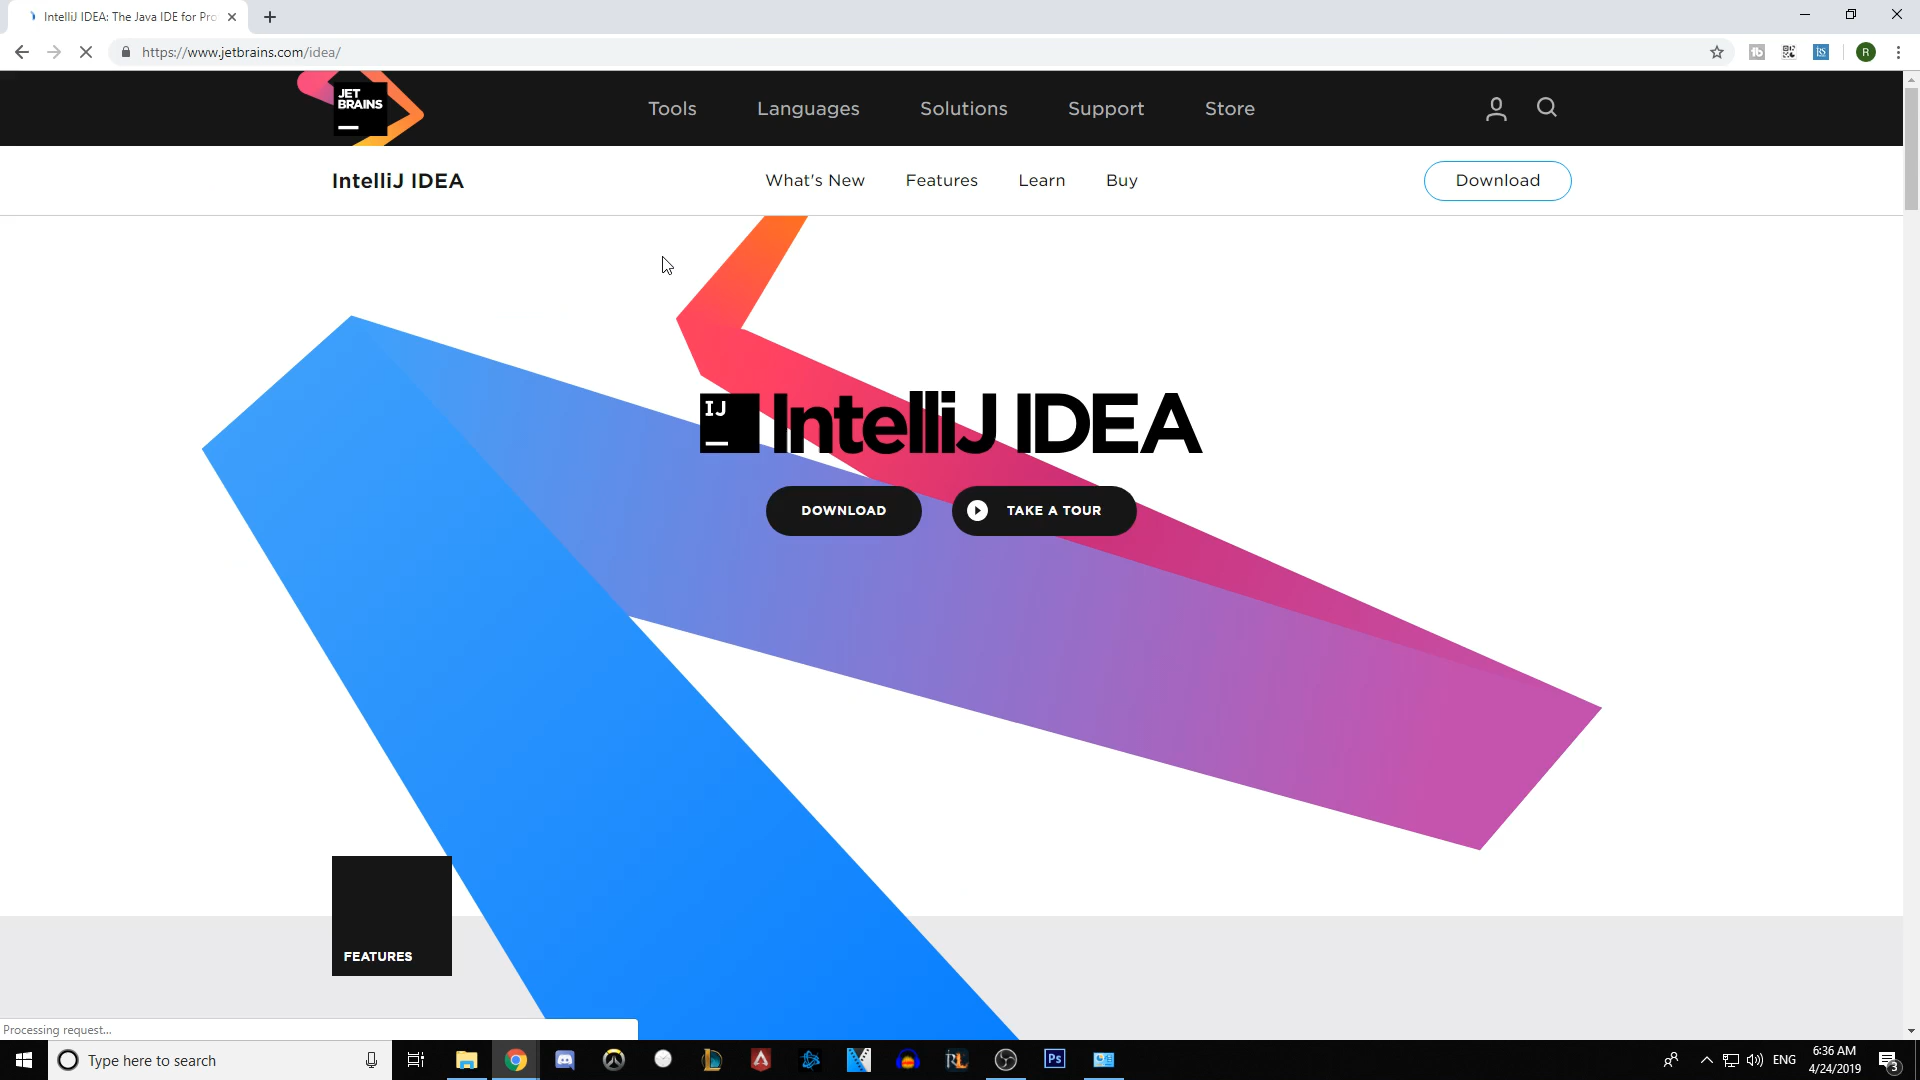 IntelliJ IDEA: The Java IDE for Pro
https://www.jetbrains.com/idea/
R
JET
BRAINS
Tools
Languages
Solutions
Support
Store
IntelliJ IDEA
What's New
Features
Learn
Buy
Download
IJ
IntelliJ IDEA
DOWNLOAD
TAKE A TOUR
FEATURES
Processing request...
Type here to search
Ps
ENG
6:36 AM
4/24/2019
3